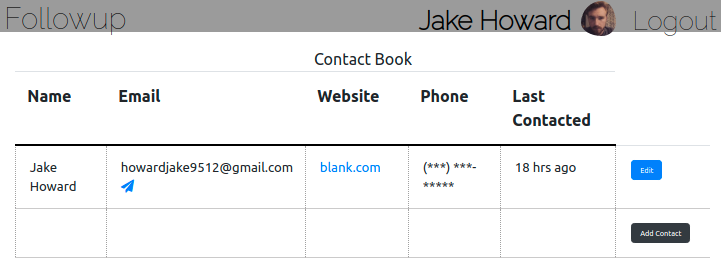 Followup Jake Howard Logout
Contact Book
Name Email Website Phone Last
Contacted
Jake howardjake9512@gmail.com blank.com (***) ***- 18 hrs ago Edit
Howard *****
Add Contact